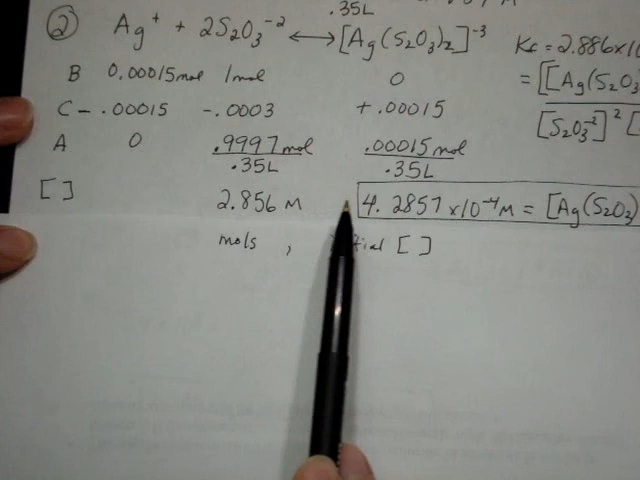 .35L
② Ag⁺ + 2S₂O₃⁻² ⟷ [Ag(S₂O₃)₂]⁻³ Kc = 2.886x10
B 0.00015mol 1mol 0 = [[Ag(S₂O₃
C -.00015 -.0003 +.00015 [S₂O₃⁻²]² [
A 0 .9997mol .00015mol
.35L .35L
[ ] 2.856 M 4.2857x10⁻⁴M = [Ag(S₂O₃)
mols , [ ]